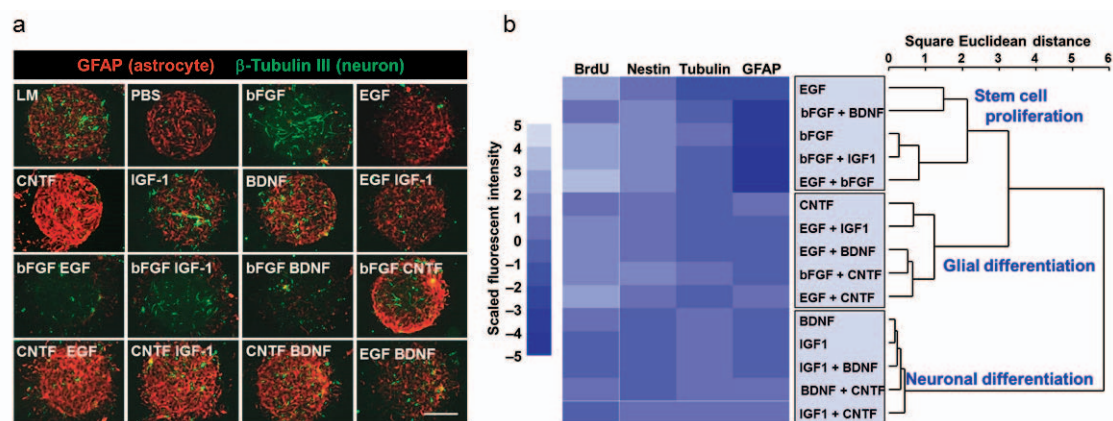 a
GFAP (astrocyte) β-Tubulin III (neuron)
LM PBS bFGF EGF
CNTF IGF-1 BDNF EGF IGF-1
bFGF EGF bFGF IGF-1 bFGF BDNF bFGF CNTF
CNTF EGF CNTF IGF-1 CNTF BDNF EGF BDNF
b
Square Euclidean distance
0 1 2 3 4 5 6
BrdU Nestin Tubulin GFAP
Scaled fluorescent intensity
5
4
3
2
1
0
−1
−2
−3
−4
−5
EGF
bFGF + BDNF
bFGF
bFGF + IGF1
EGF + bFGF
Stem cell
proliferation
CNTF
EGF + IGF1
EGF + BDNF
bFGF + CNTF
EGF + CNTF
Glial differentiation
BDNF
IGF1
IGF1 + BDNF
BDNF + CNTF
IGF1 + CNTF
Neuronal differentiation